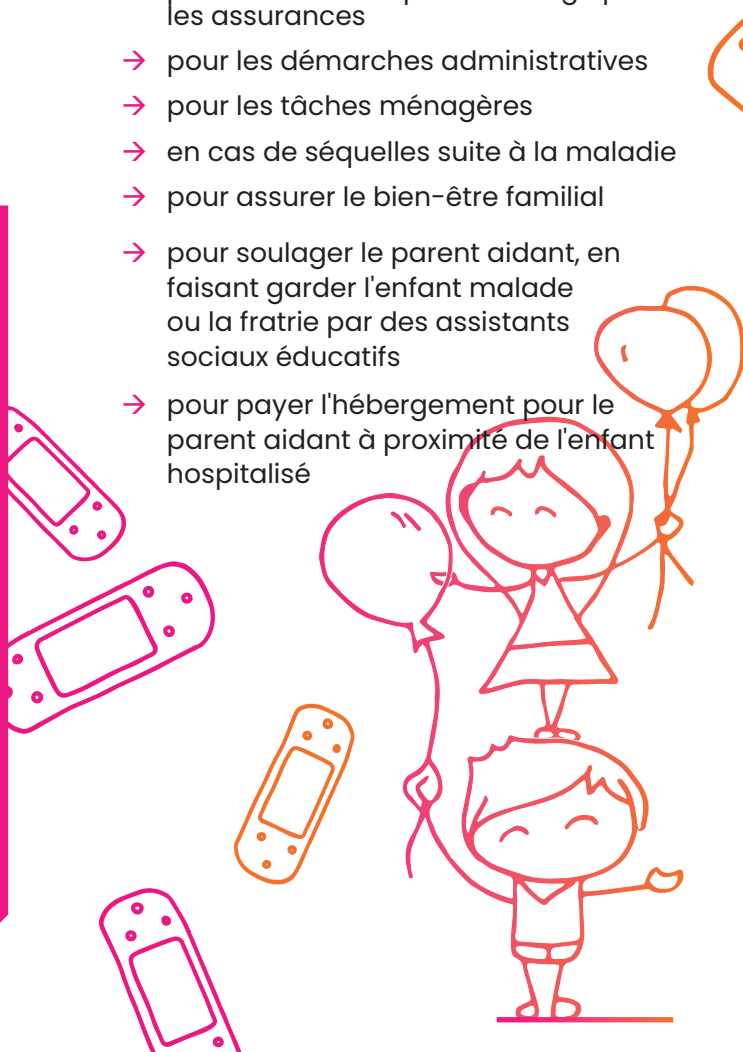 les assurances
→ pour les démarches administratives
→ pour les tâches ménagères
→ en cas de séquelles suite à la maladie
→ pour assurer le bien-être familial
→ pour soulager le parent aidant, en
faisant garder l'enfant malade
ou la fratrie par des assistants
sociaux éducatifs
→ pour payer l'hébergement pour le
parent aidant à proximité de l'enfant
hospitalisé